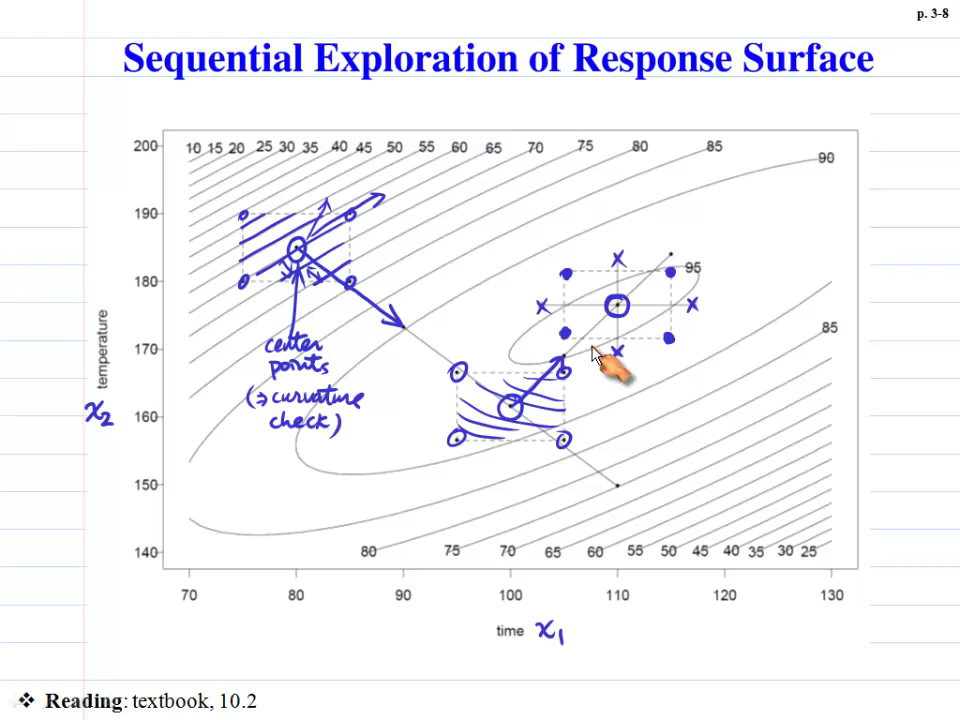 p. 3-8
Sequential Exploration of Response Surface
200 10 15 20 25 30 35 40 45 50 55 60 65 70 75 80 85 90
190
180 95
85
170
temperature
center
points
(⇒ curvature
check)
x2
160
150
140 80 75 70 65 60 55 50 45 40 35 30 25
70 80 90 100 110 120 130
time x1
❖ Reading: textbook, 10.2